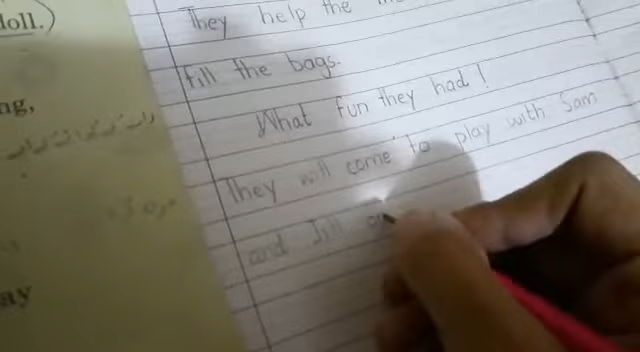 doll.)
ng,
ay
They help the
fill the bags.
What fun they had!
They will come to play with Sam
and Jill